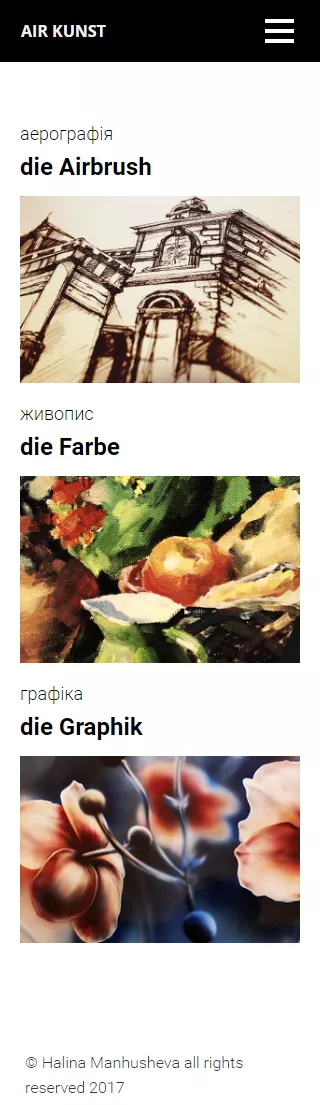 AIR KUNST
аерографія
die Airbrush
живопис
die Farbe
графіка
die Graphik
© Halina Manhusheva all rights
reserved 2017